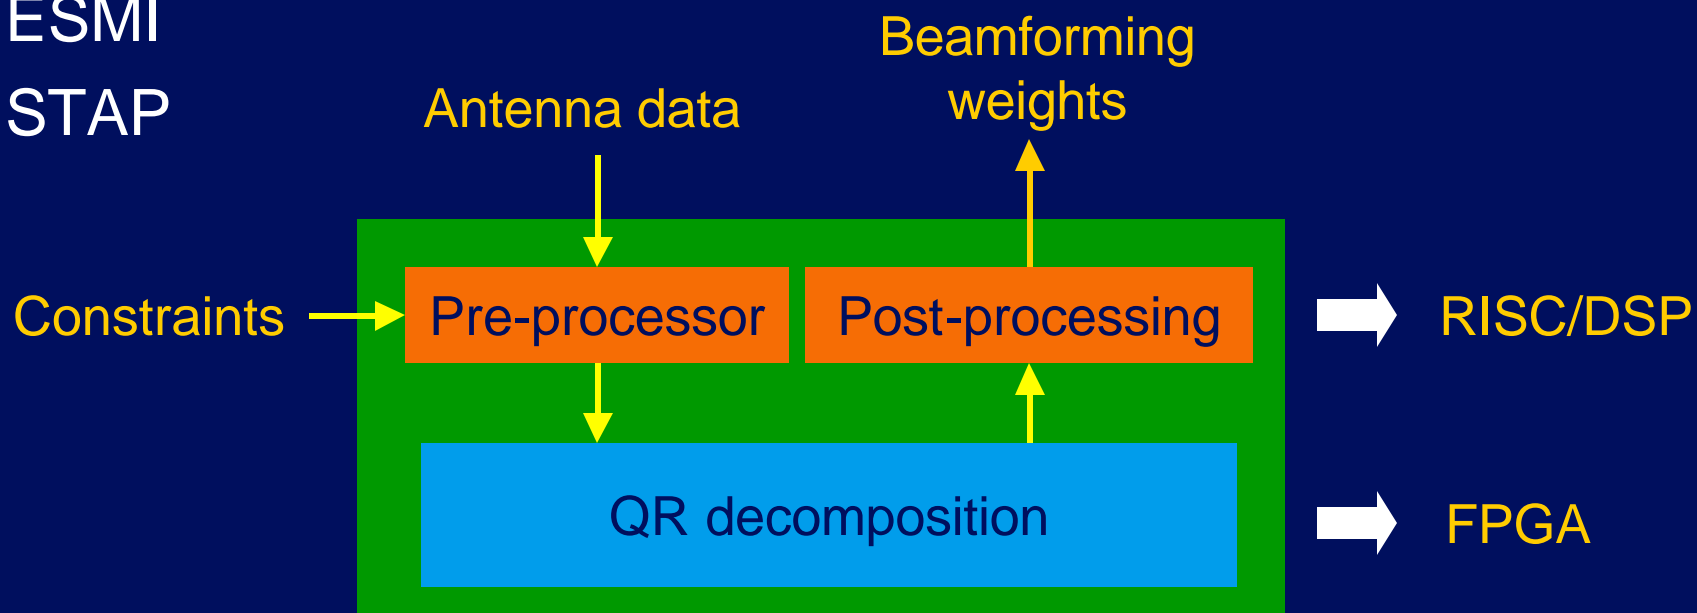 ESMI
STAP
Antenna data
Beamforming
weights
Constraints
Pre-processor
Post-processing
RISC/DSP
QR decomposition
FPGA